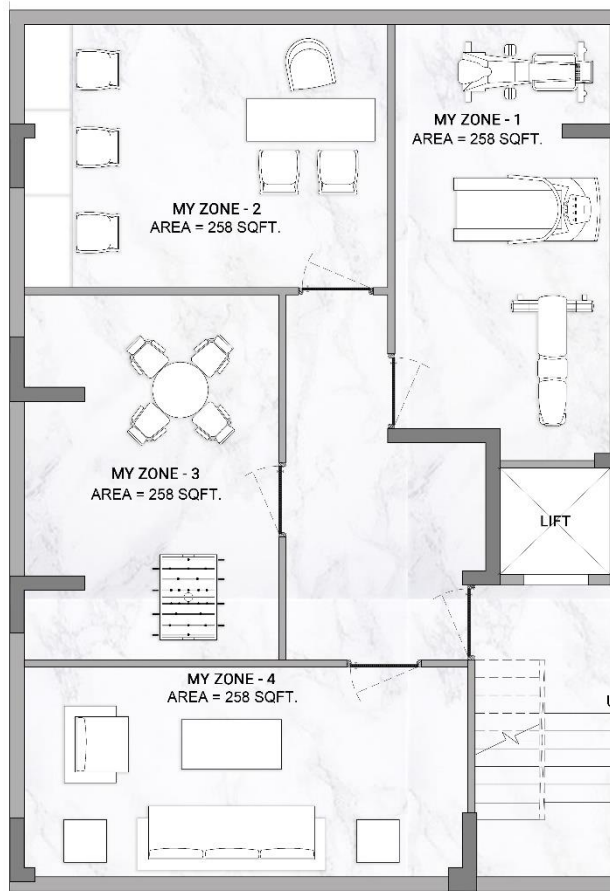 MY ZONE - 1
AREA = 258 SQFT.
MY ZONE - 2
AREA = 258 SQFT.
MY ZONE - 3
AREA = 258 SQFT.
LIFT
MY ZONE - 4
AREA = 258 SQFT.